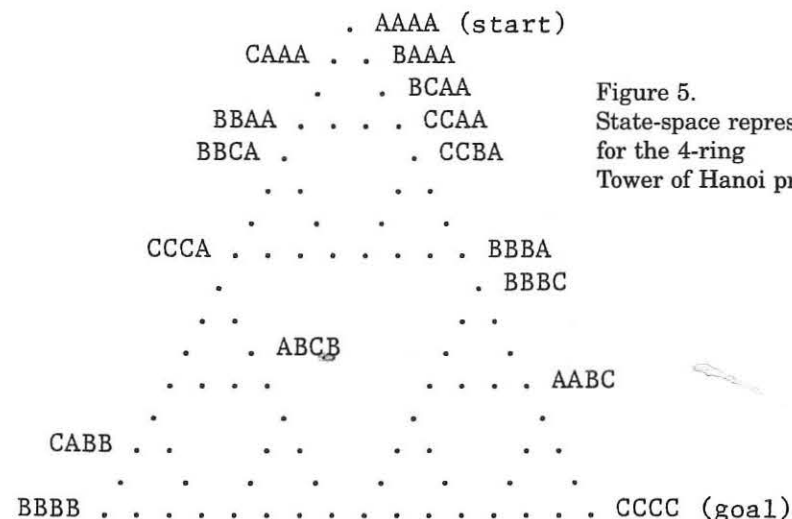 AAAA (start)
CAAA BAAA
BCAA
BBAA CCAA
BBCA CCBA
CCCA BBBA
BBBC
ABCB
AABC
CABB
BBBB CCCC (goal)
Figure 5.
State-space repres
for the 4-ring
Tower of Hanoi pr